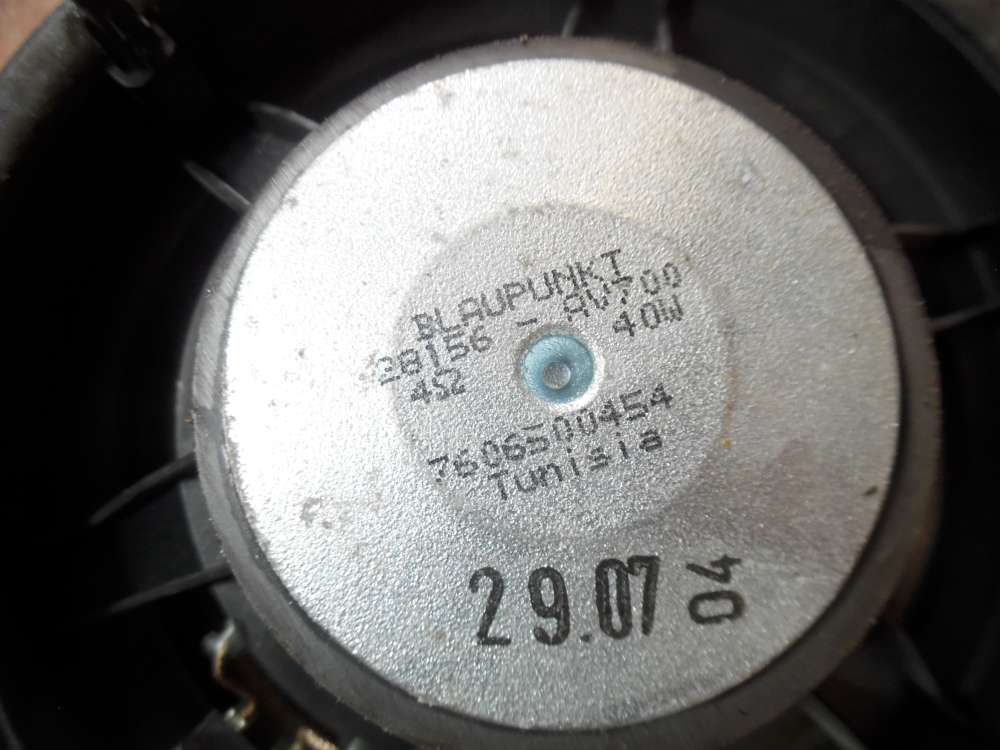 BLAUPUNKT
28156 - AV700
4Ω 40W
7606500454
Tunisia
29.07 04